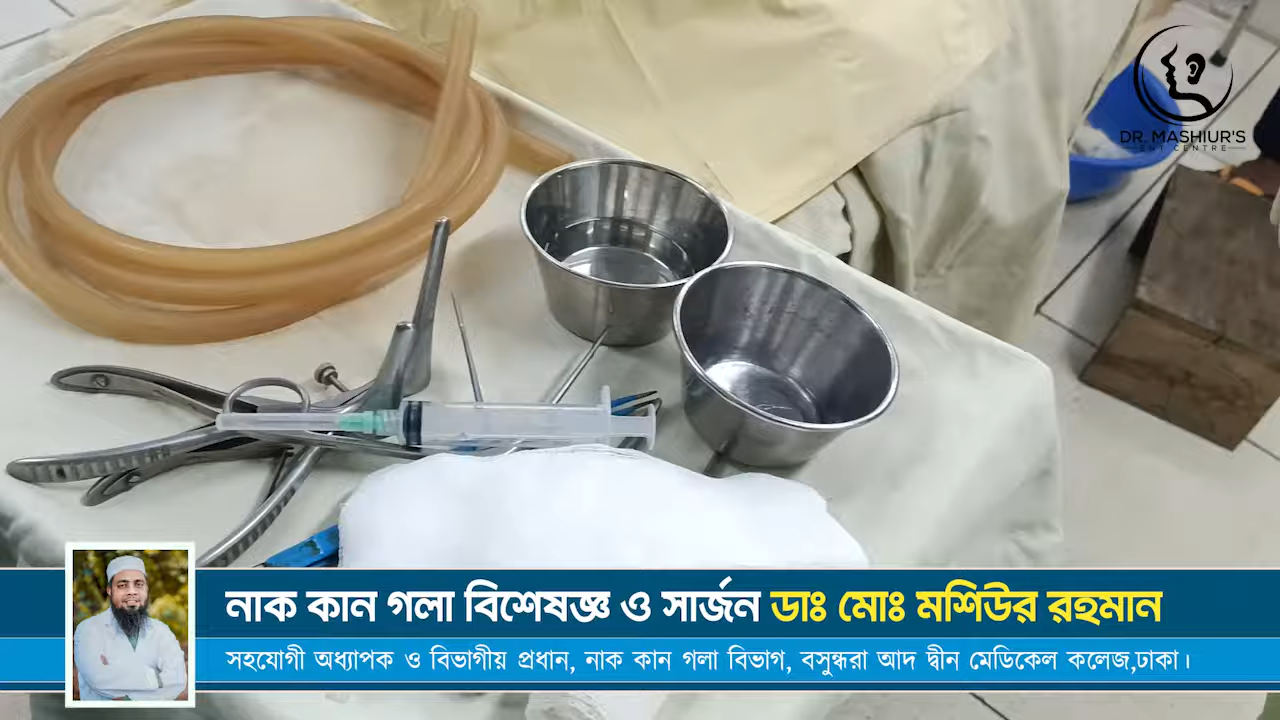 DR. MASHIUR'S
ENT CENTRE
নাক কান গলা বিশেষজ্ঞ ও সার্জন ডাঃ মোঃ মশিউর রহমান
সহযোগী অধ্যাপক ও বিভাগীয় প্রধান, নাক কান গলা বিভাগ, বসুন্ধরা আদ দ্বীন মেডিকেল কলেজ,ঢাকা।